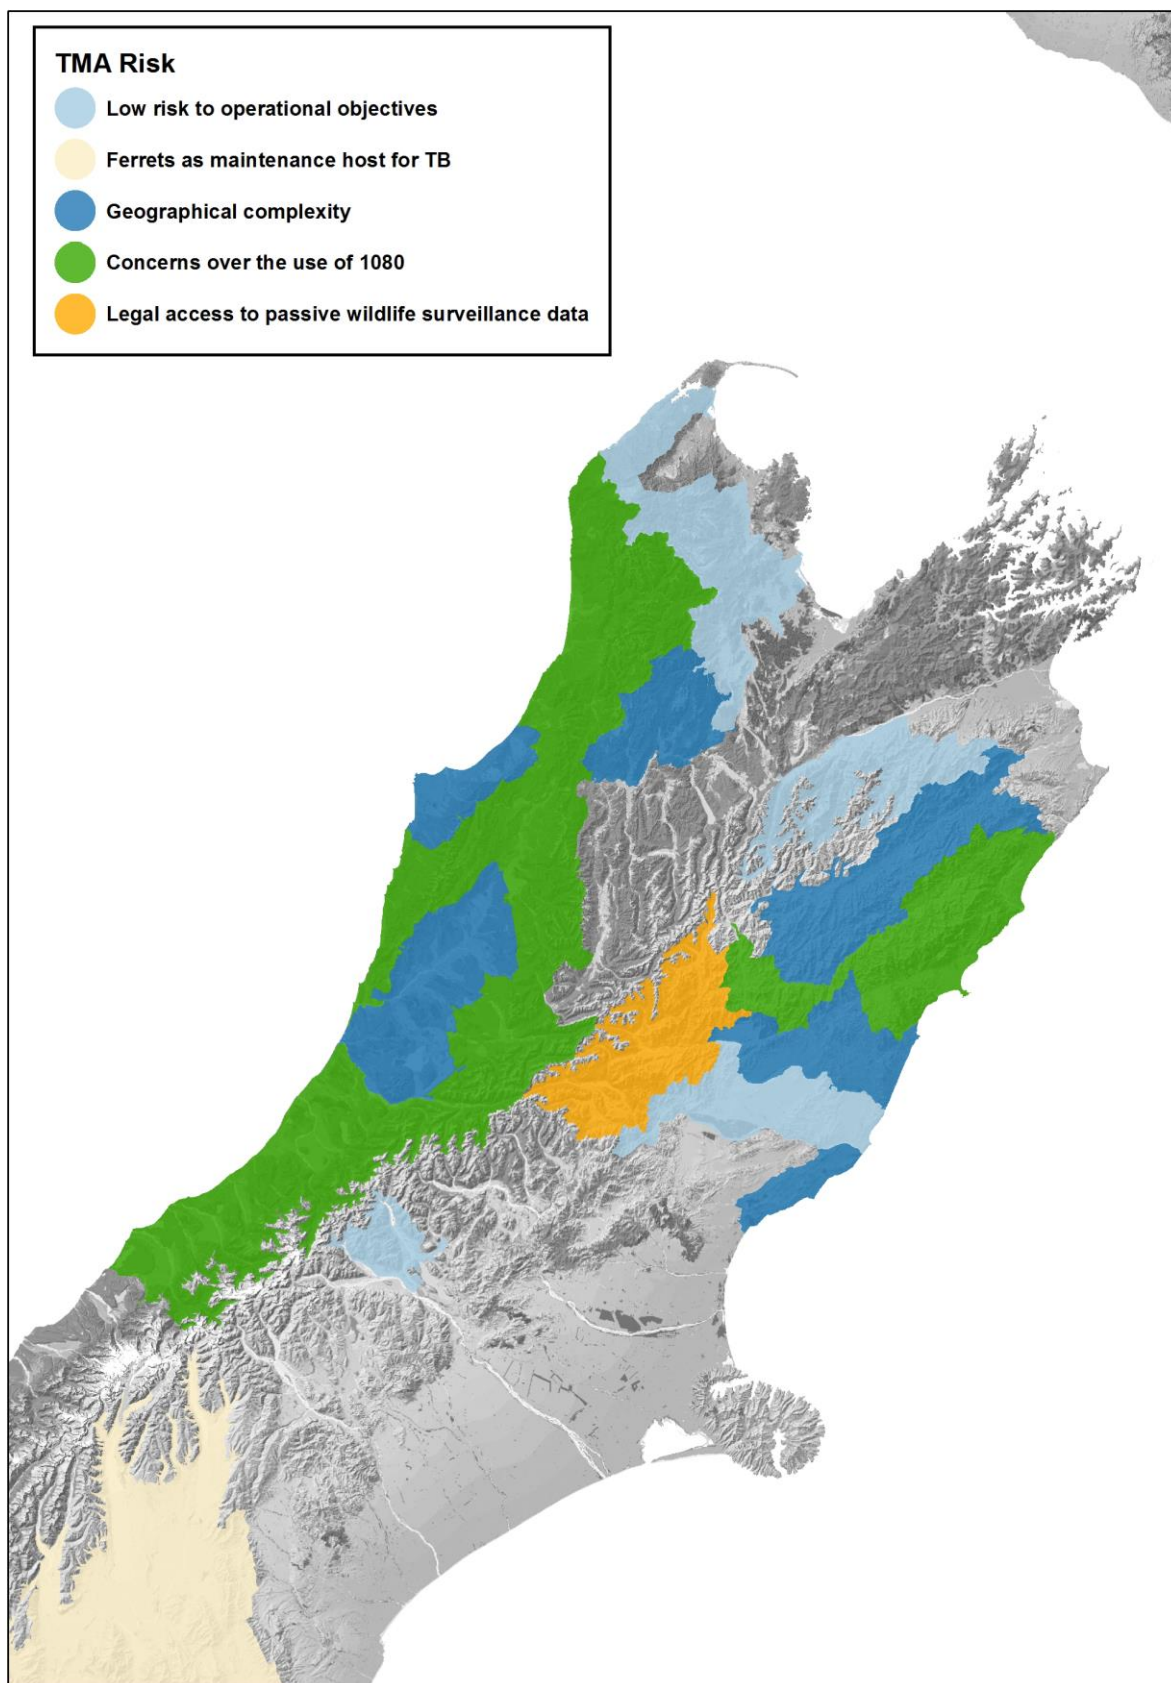 TMA Risk
Low risk to operational objectives
Ferrets as maintenance host for TB
Geographical complexity
Concerns over the use of 1080
Legal access to passive wildlife surveillance data